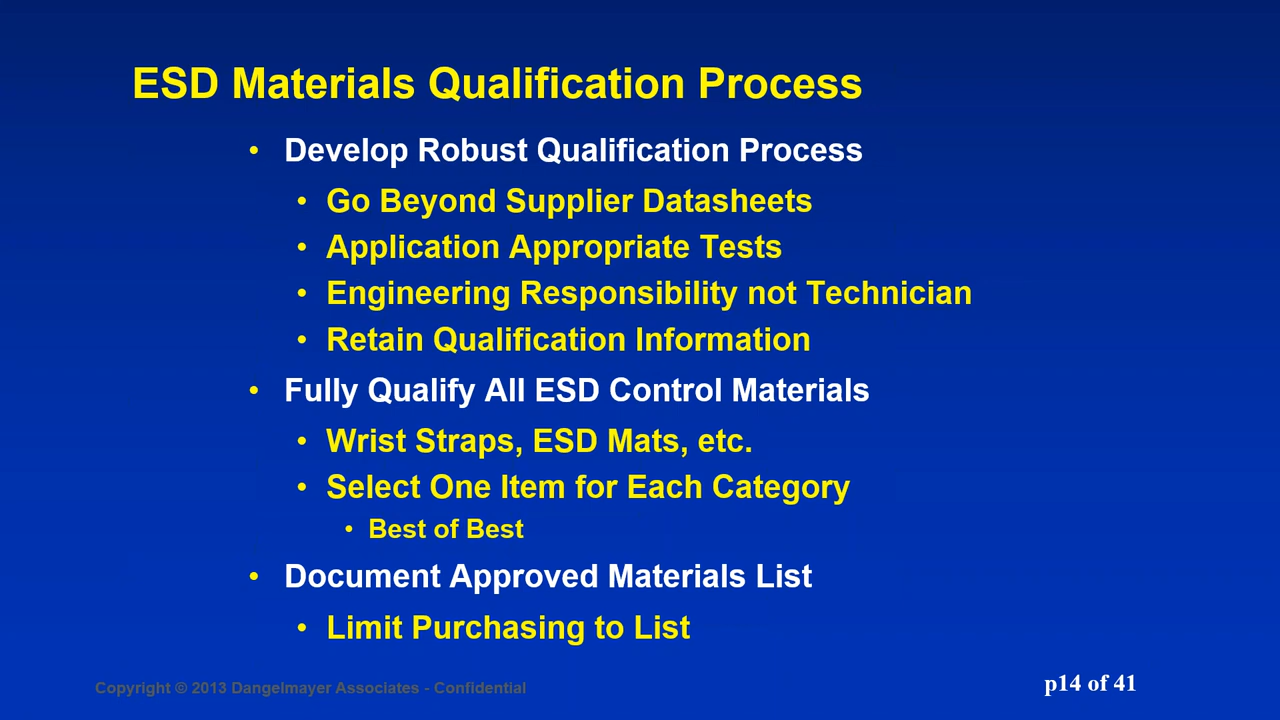 ESD Materials Qualification Process
• Develop Robust Qualification Process
• Go Beyond Supplier Datasheets
• Application Appropriate Tests
• Engineering Responsibility not Technician
• Retain Qualification Information
• Fully Qualify All ESD Control Materials
• Wrist Straps, ESD Mats, etc.
• Select One Item for Each Category
• Best of Best
• Document Approved Materials List
• Limit Purchasing to List
Copyright © 2013 Dangelmayer Associates - Confidential
p14 of 41